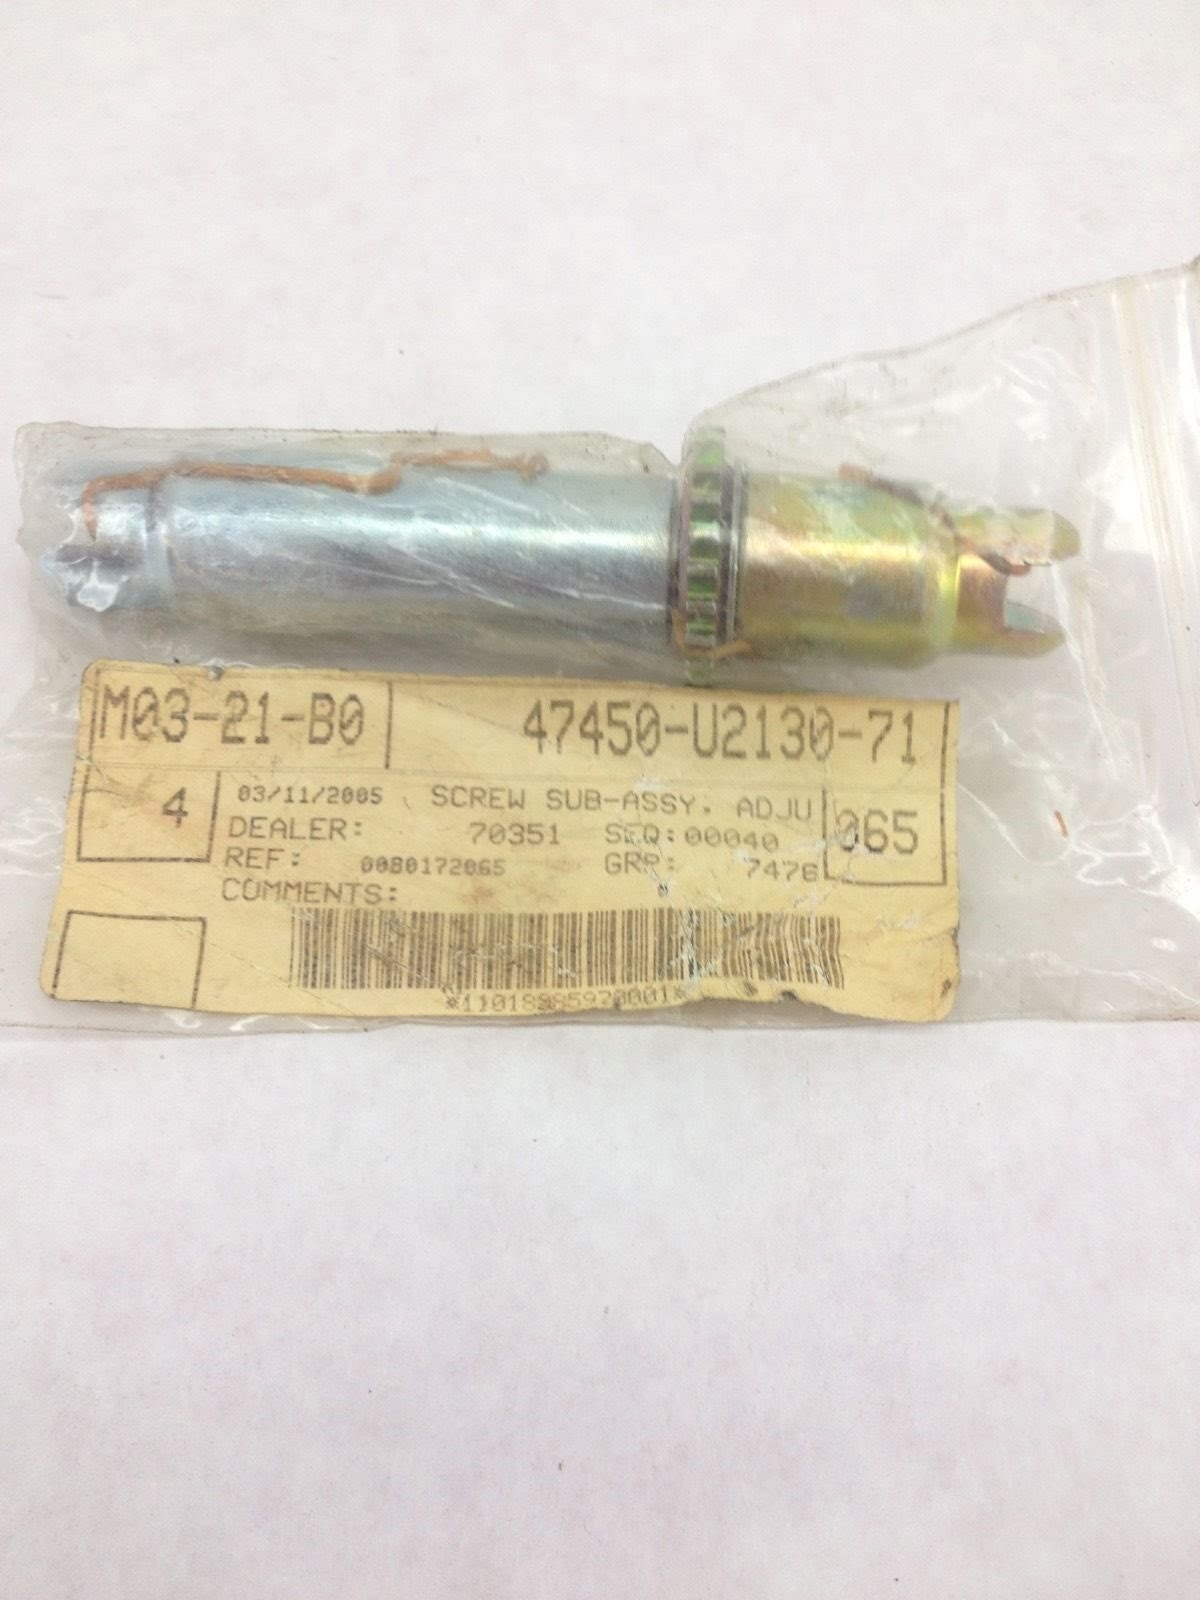 M03-21-B0 47450-U2130-71
4 03/11/2005 SCREW SUB-ASSY, ADJU 065
DEALER: 70351 SEQ:00040
REF: 0080172065 GRP: 7476
COMMENTS: